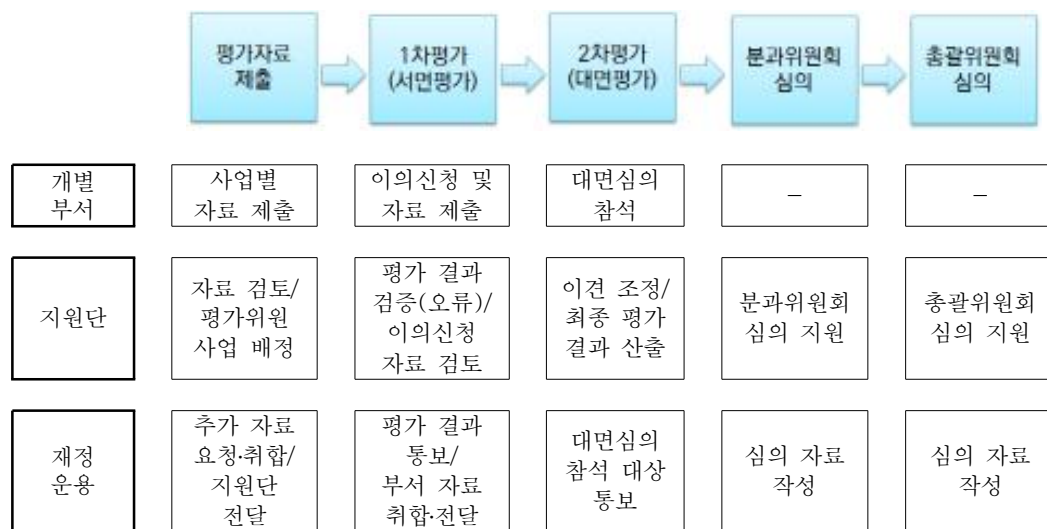 평가자료
제출
1차평가
(서면평가)
2차평가
(대면평가)
분과위원회
심의
총괄위원회
심의
개별
부서
사업별
자료 제출
이의신청 및
자료 제출
대면심의
참석
–
–
지원단
자료 검토/
평가위원
사업 배정
평가 결과
검증(오류)/
이의신청
자료 검토
이견 조정/
최종 평가
결과 산출
분과위원회
심의 지원
총괄위원회
심의 지원
재정
운용
추가 자료
요청·취합/
지원단
전달
평가 결과
통보/
부서 자료
취합·전달
대면심의
참석 대상
통보
심의 자료
작성
심의 자료
작성